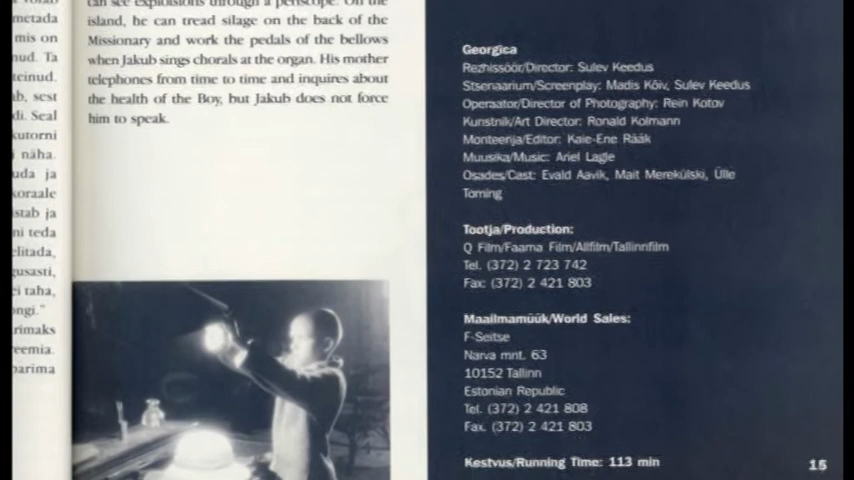 metada
mis on
nud. Ta
teinud.
ab, sest
di. Seal
kutorni
i näha.
uda ja
koraale
stab ja
ni teda
elitada,
gusasti,
ei taha,
ongi."
arimaks
reemia.
parima
can see explosions through a periscope. On the
island, he can tread silage on the back of the
Missionary and work the pedals of the bellows
when Jakub sings chorals at the organ. His mother
telephones from time to time and inquires about
the health of the Boy, but Jakub does not force
him to speak.
Georgica
Rezhissöör/Director: Sulev Keedus
Stsenaarium/Screenplay: Madis Kõiv, Sulev Keedus
Operaator/Director of Photography: Rein Kotov
Kunstnik/Art Director: Ronald Kolmann
Monteerija/Editor: Kaie-Ene Rääk
Muusika/Music: Ariel Lagle
Osades/Cast: Evald Aavik, Mait Merekülski, Ülle
Toming
Tootja/Production:
Q Film/Faama Film/Allfilm/Tallinnfilm
Tel. (372) 2 723 742
Fax: (372) 2 421 803
Maailmamüük/World Sales:
F-Seitse
Narva mnt. 63
10152 Tallinn
Estonian Republic
Tel. (372) 2 421 808
Fax. (372) 2 421 803
Kestvus/Running Time: 113 min
15